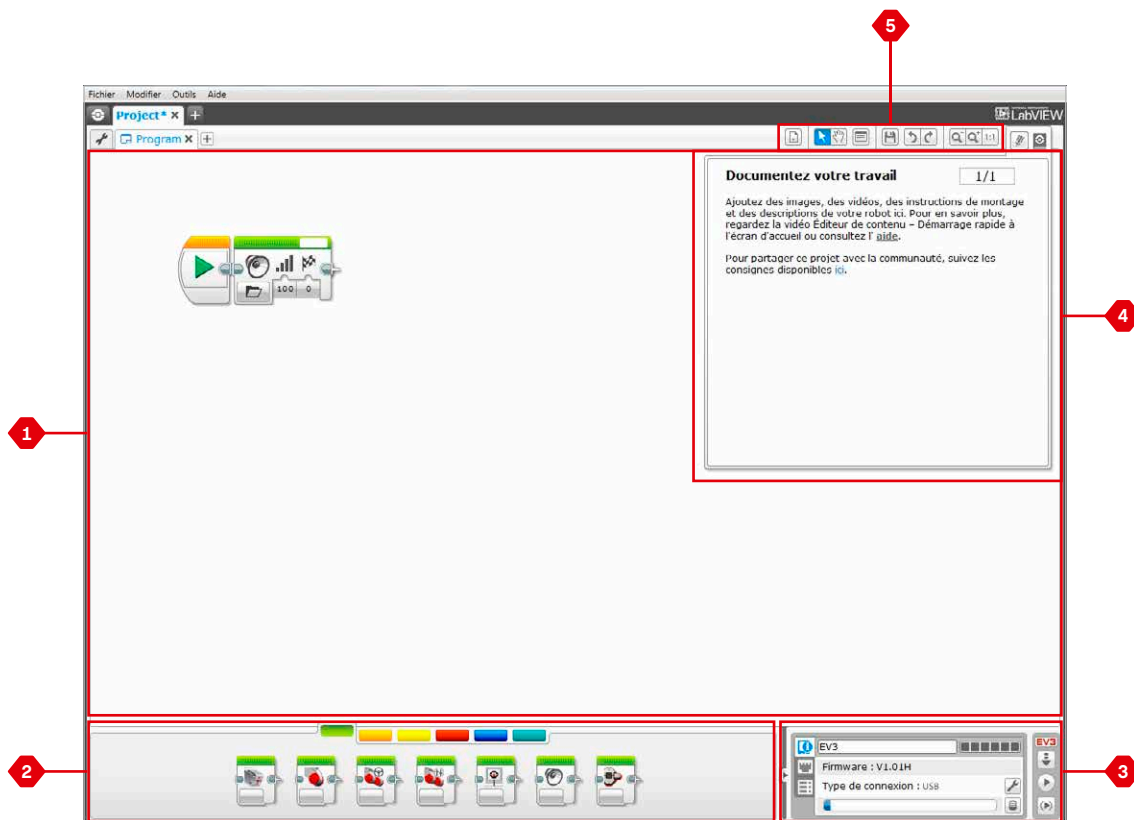 5
Fichier Modifier Outils Aide
Project* x +
LabVIEW
Program x +
1:1
Documentez votre travail
1/1
Ajoutez des images, des vidéos, des instructions de montage
et des descriptions de votre robot ici. Pour en savoir plus,
regardez la vidéo Éditeur de contenu – Démarrage rapide à
l'écran d'accueil ou consultez l' aide.
Pour partager ce projet avec la communauté, suivez les
consignes disponibles ici.
100 0
4
1
2
EV3
EV3
Firmware : V1.01H
Type de connexion : USB
3